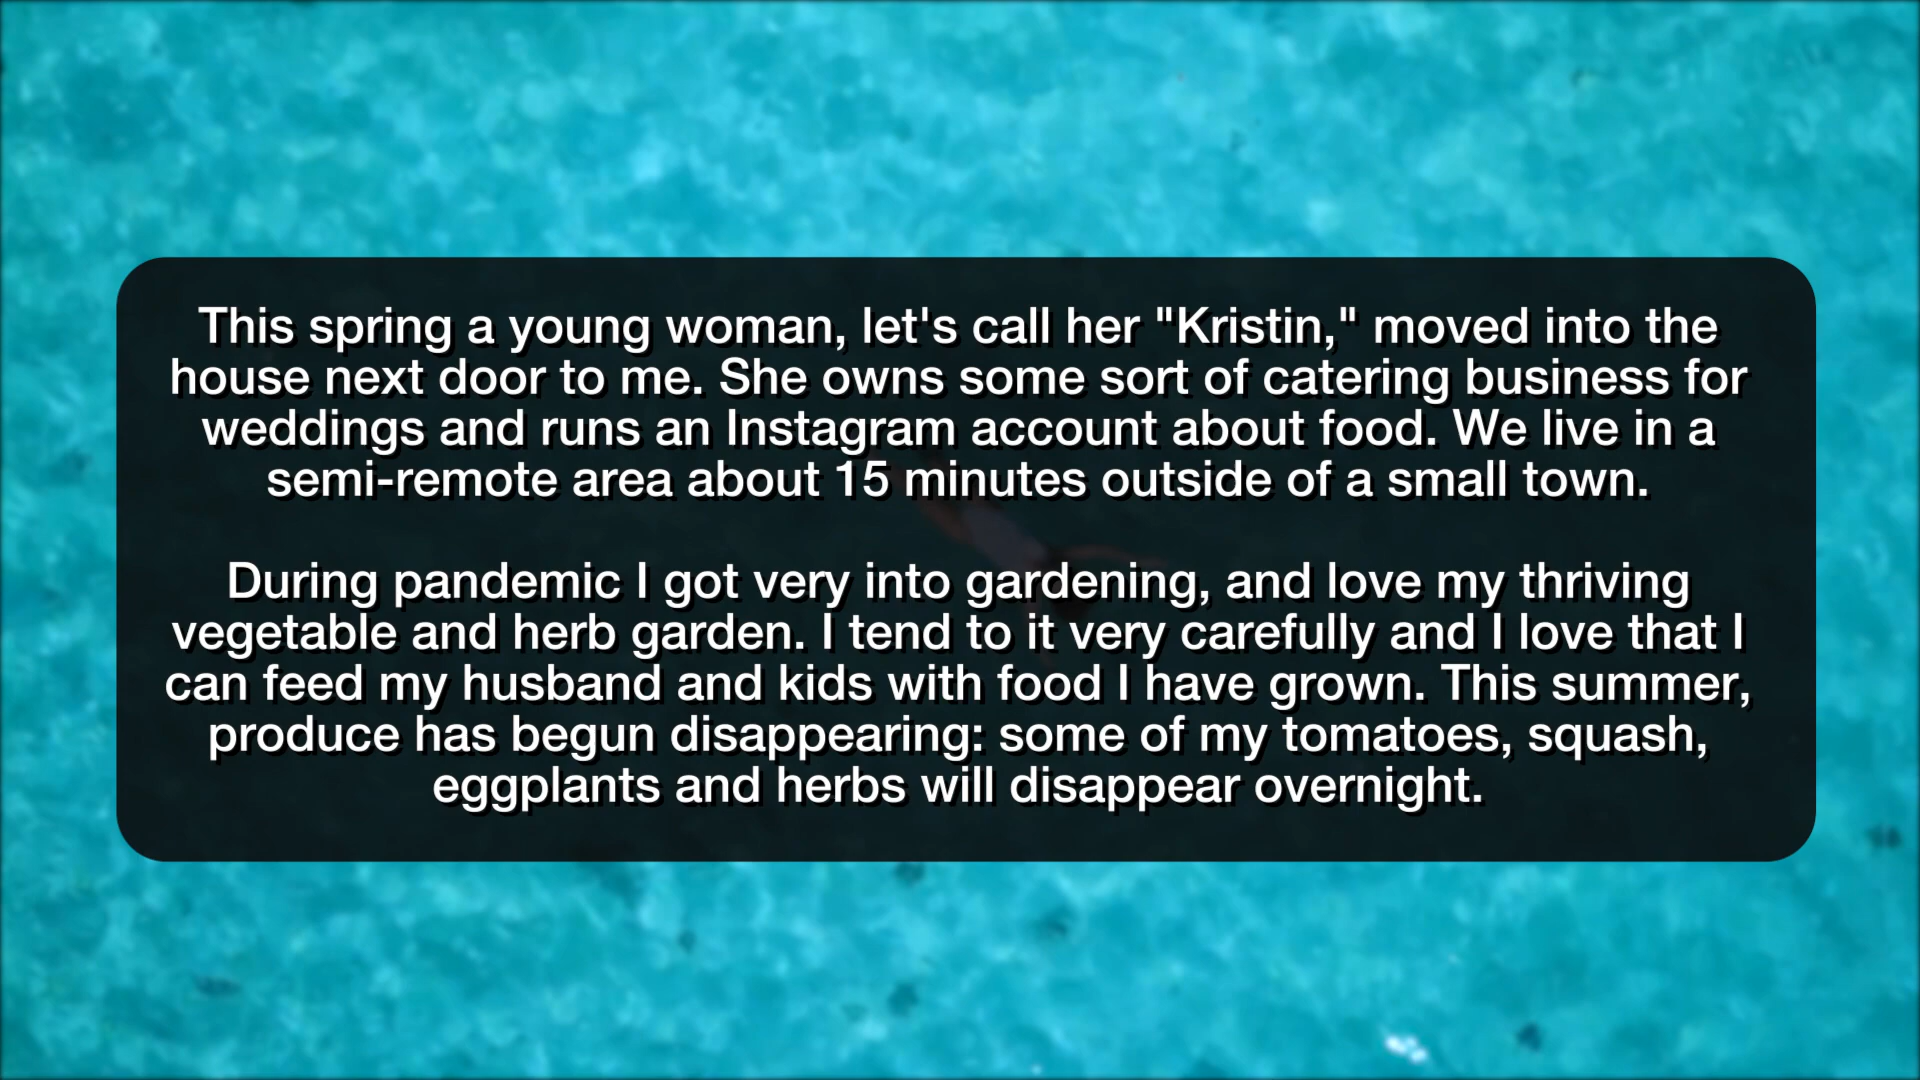 This spring a young woman, let's call her "Kristin," moved into the
house next door to me. She owns some sort of catering business for
weddings and runs an Instagram account about food. We live in a
semi-remote area about 15 minutes outside of a small town.
During pandemic I got very into gardening, and love my thriving
vegetable and herb garden. I tend to it very carefully and I love that I
can feed my husband and kids with food I have grown. This summer,
produce has begun disappearing: some of my tomatoes, squash,
eggplants and herbs will disappear overnight.